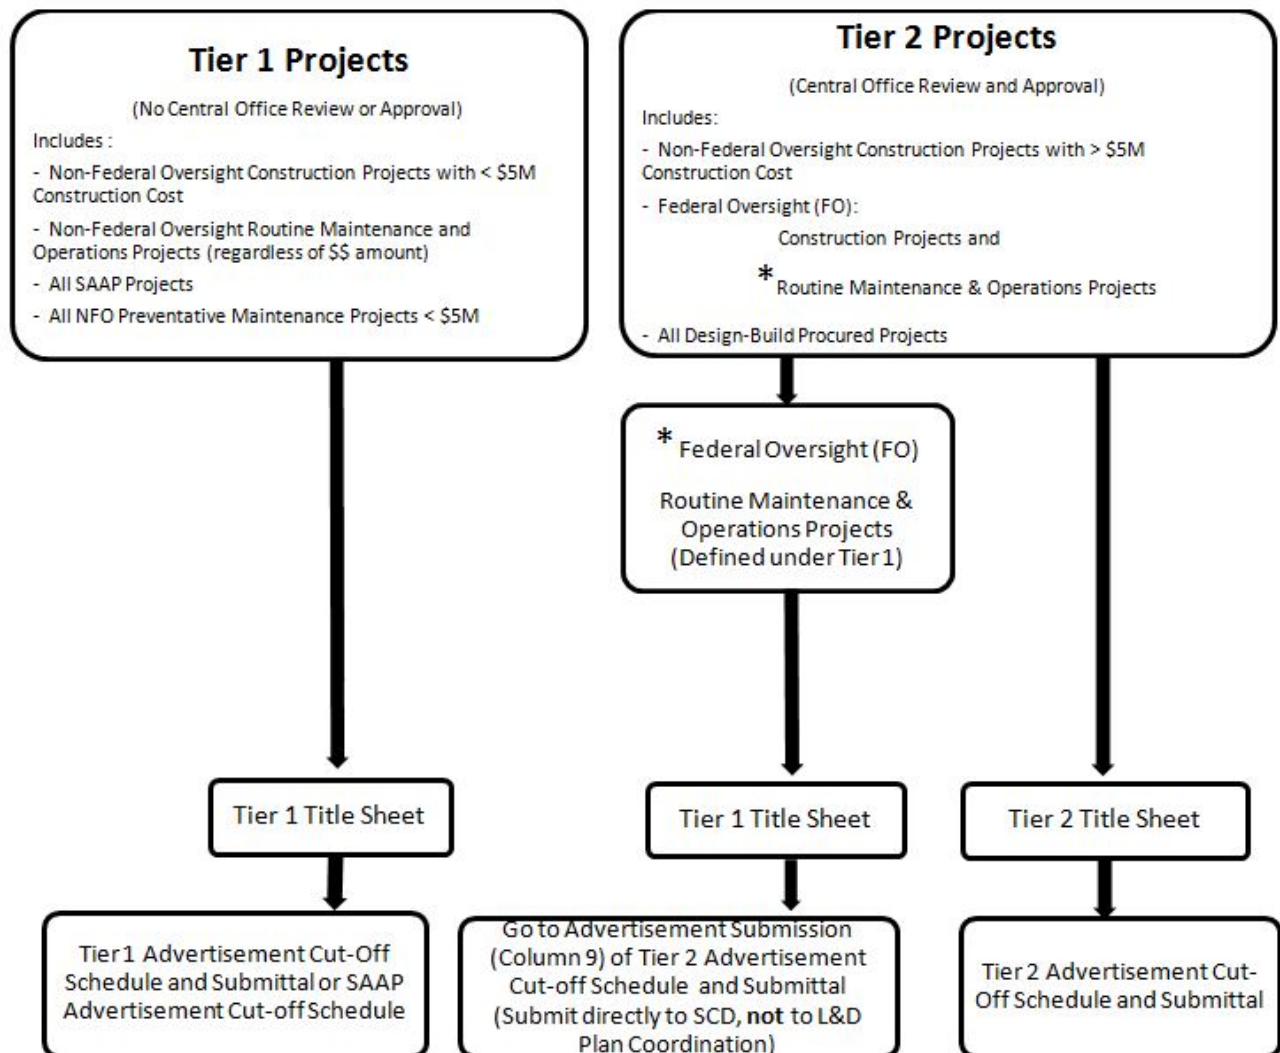 Tier 1 Projects
(No Central Office Review or Approval)
Includes :
- Non-Federal Oversight Construction Projects with < $5M
Construction Cost
- Non-Federal Oversight Routine Maintenance and
Operations Projects (regardless of $$ amount)
- All SAAP Projects
- All NFO Preventative Maintenance Projects < $5M
Tier 2 Projects
(Central Office Review and Approval)
Includes:
- Non-Federal Oversight Construction Projects with > $5M
Construction Cost
- Federal Oversight (FO):
Construction Projects and
* Routine Maintenance & Operations Projects
- All Design-Build Procured Projects
* Federal Oversight (FO)
Routine Maintenance &
Operations Projects
(Defined under Tier 1)
Tier 1 Title Sheet
Tier 1 Title Sheet
Tier 2 Title Sheet
Tier 1 Advertisement Cut-Off
Schedule and Submittal or SAAP
Advertisement Cut-off Schedule
Go to Advertisement Submission
(Column 9) of Tier 2 Advertisement
Cut-off Schedule and Submittal
(Submit directly to SCD, not to L&D
Plan Coordination)
Tier 2 Advertisement Cut-
Off Schedule and Submittal